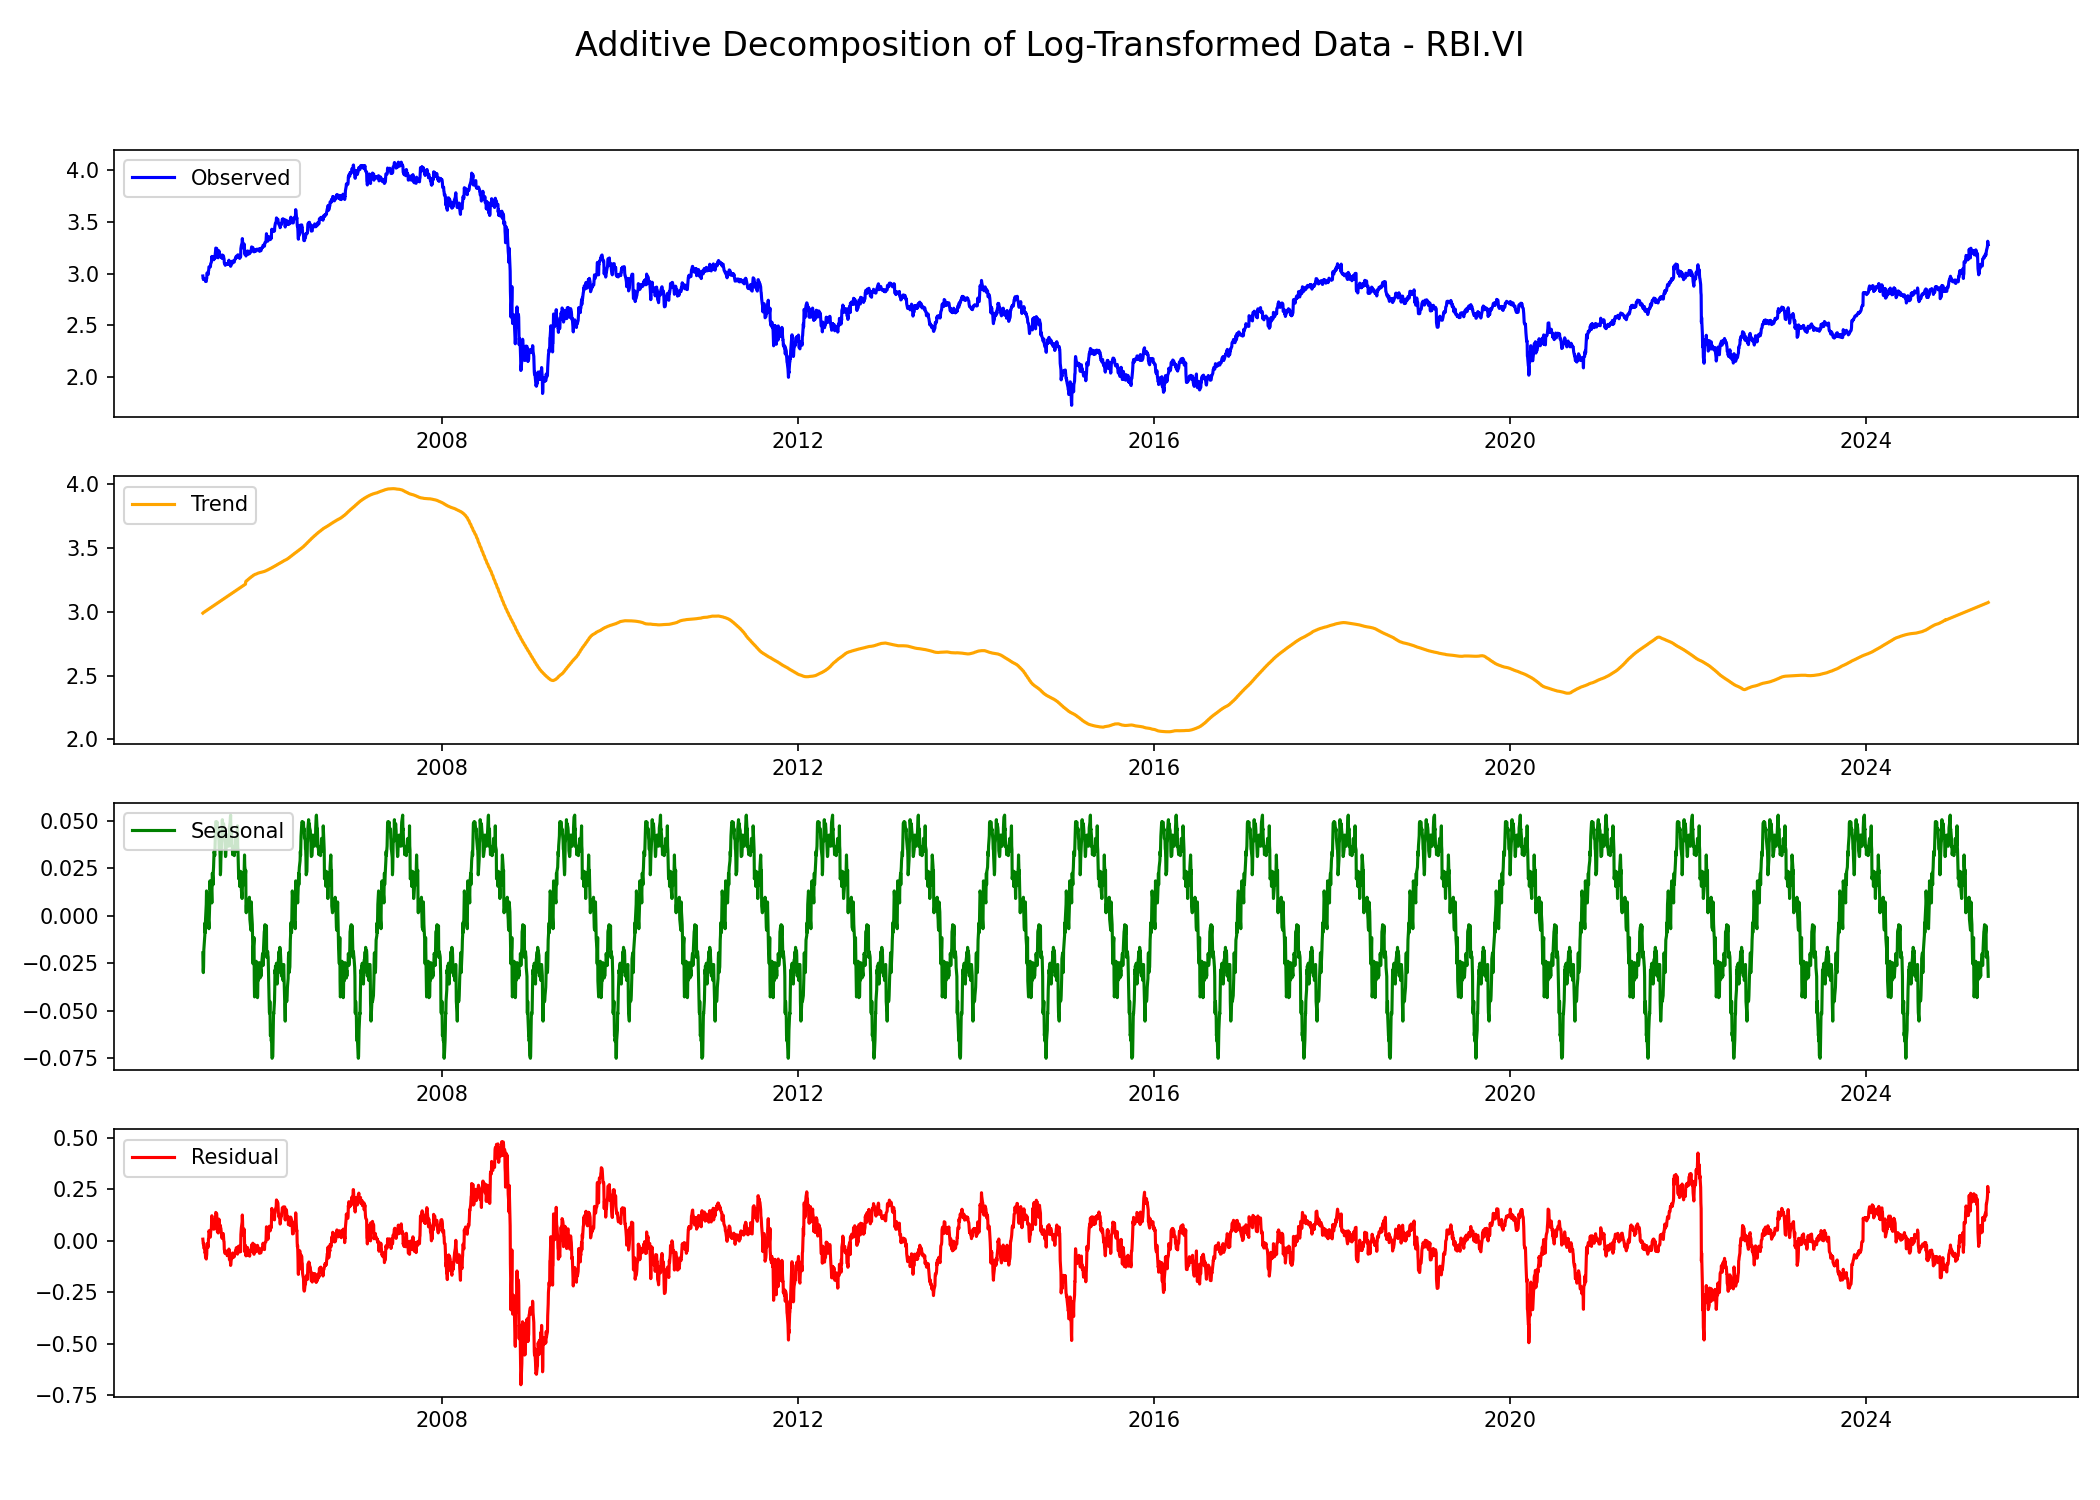 Additive Decomposition of Log-Transformed Data - RBI.VI
Observed
4.0
3.5
3.0
2.5
2.0
2008 2012 2016 2020 2024
Trend
4.0
3.5
3.0
2.5
2.0
2008 2012 2016 2020 2024
Seasonal
0.050
0.025
0.000
−0.025
−0.050
−0.075
2008 2012 2016 2020 2024
Residual
0.50
0.25
0.00
−0.25
−0.50
−0.75
2008 2012 2016 2020 2024